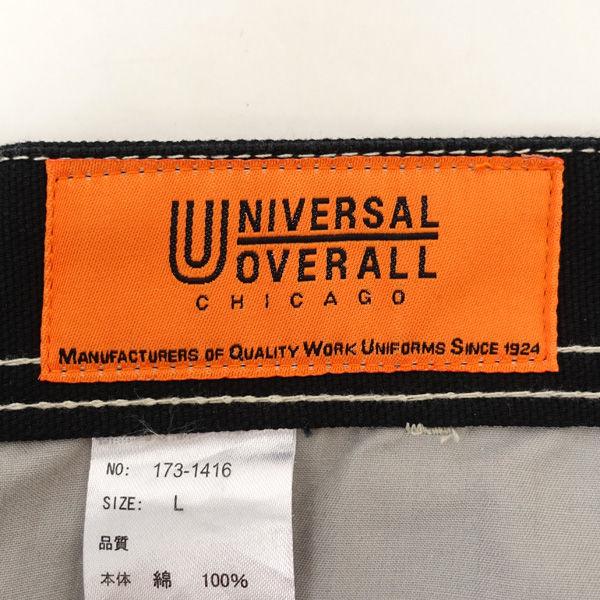 UNIVERSAL
OVERALL
CHICAGO
MANUFACTURERS OF QUALITY WORK UNIFORMS SINCE 1924
NO: 173-1416
SIZE: L
品質
本体 綿 100%